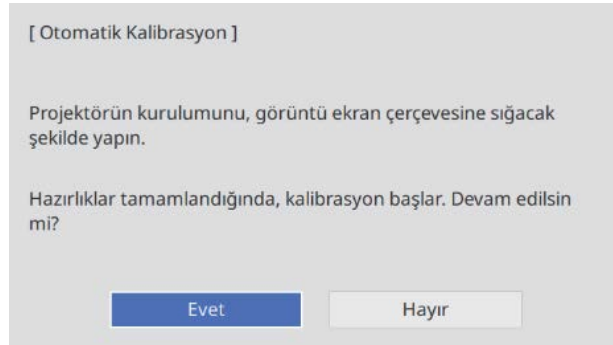 [ Otomatik Kalibrasyon ]
Projektörün kurulumunu, görüntü ekran çerçevesine sığacak
şekilde yapın.
Hazırlıklar tamamlandığında, kalibrasyon başlar. Devam edilsin
mi?
Evet
Hayır